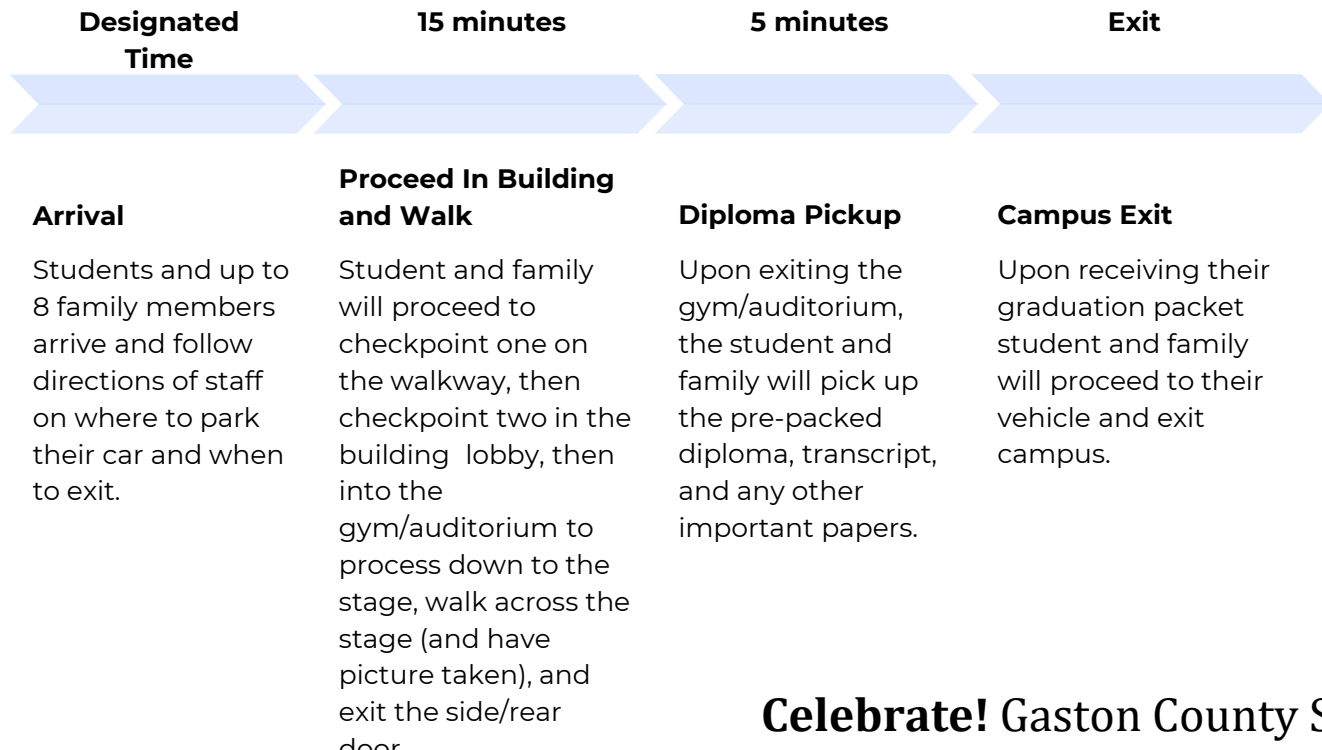 Designated
Time
15 minutes
5 minutes
Exit
Arrival
Students and up to
8 family members
arrive and follow
directions of staff
on where to park
their car and when
to exit.
Proceed In Building
and Walk
Student and family
will proceed to
checkpoint one on
the walkway, then
checkpoint two in the
building  lobby, then
into the
gym/auditorium to
process down to the
stage, walk across the
stage (and have
picture taken), and
exit the side/rear
door
Diploma Pickup
Upon exiting the
gym/auditorium,
the student and
family will pick up
the pre-packed
diploma, transcript,
and any other
important papers.
Campus Exit
Upon receiving their
graduation packet
student and family
will proceed to their
vehicle and exit
campus.
Celebrate! Gaston County S